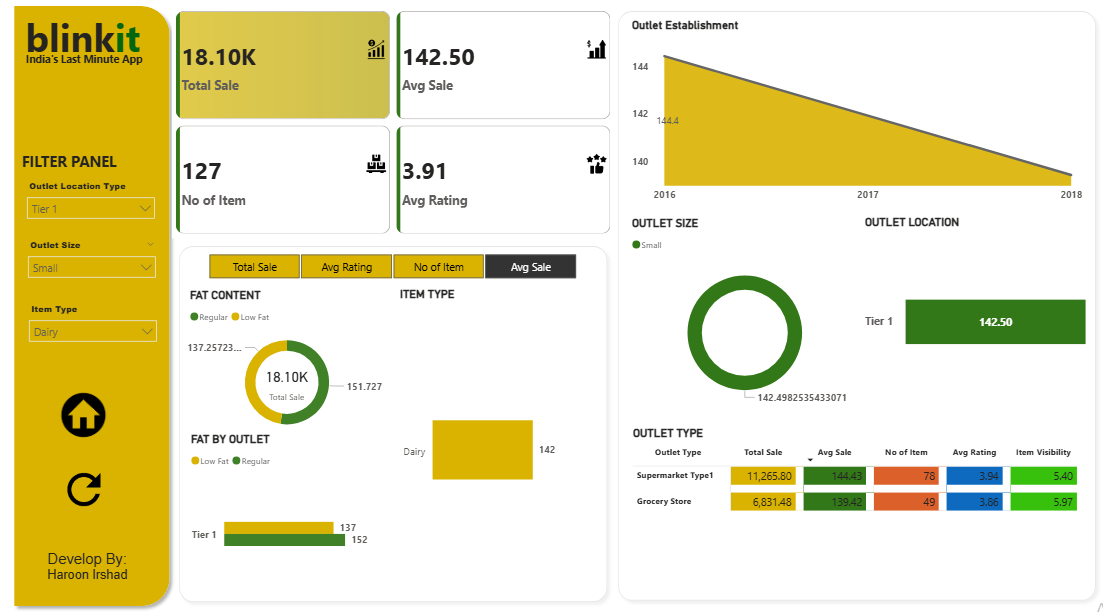 blinkit
India's Last Minute App
FILTER PANEL
Outlet Location Type
Tier 1
Outlet Size
Small
Item Type
Dairy
Develop By:
Haroon Irshad
18.10K
Total Sale
142.50
Avg Sale
127
No of Item
3.91
Avg Rating
Total Sale Avg Rating No of Item Avg Sale
FAT CONTENT
Regular Low Fat
137.25723...
18.10K
Total Sale
151.727
FAT BY OUTLET
Low Fat Regular
Tier 1
137
152
ITEM TYPE
Dairy
142
Outlet Establishment
144
142
140
144.4
2016 2017 2018
OUTLET SIZE
Small
142.4982535433071
OUTLET LOCATION
Tier 1
142.50
OUTLET TYPE
Outlet Type Total Sale Avg Sale No of Item Avg Rating Item Visibility
Supermarket Type1 11,265.80 144.43 78 3.94 5.40
Grocery Store 6,831.48 139.42 49 3.86 5.97